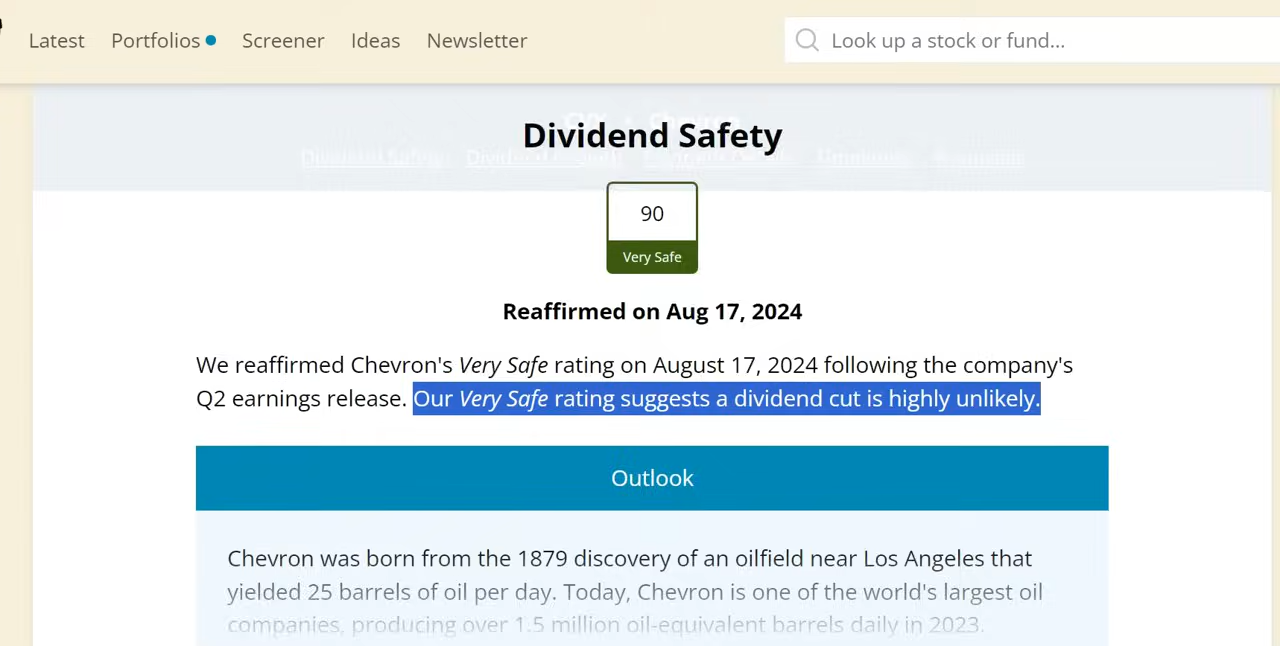 Latest Portfolios Screener Ideas Newsletter Look up a stock or fund...
Dividend Safety
90
Very Safe
Reaffirmed on Aug 17, 2024
We reaffirmed Chevron's Very Safe rating on August 17, 2024 following the company's
Q2 earnings release. Our Very Safe rating suggests a dividend cut is highly unlikely.
Outlook
Chevron was born from the 1879 discovery of an oilfield near Los Angeles that
yielded 25 barrels of oil per day. Today, Chevron is one of the world's largest oil
companies, producing over 1.5 million oil-equivalent barrels daily in 2023.